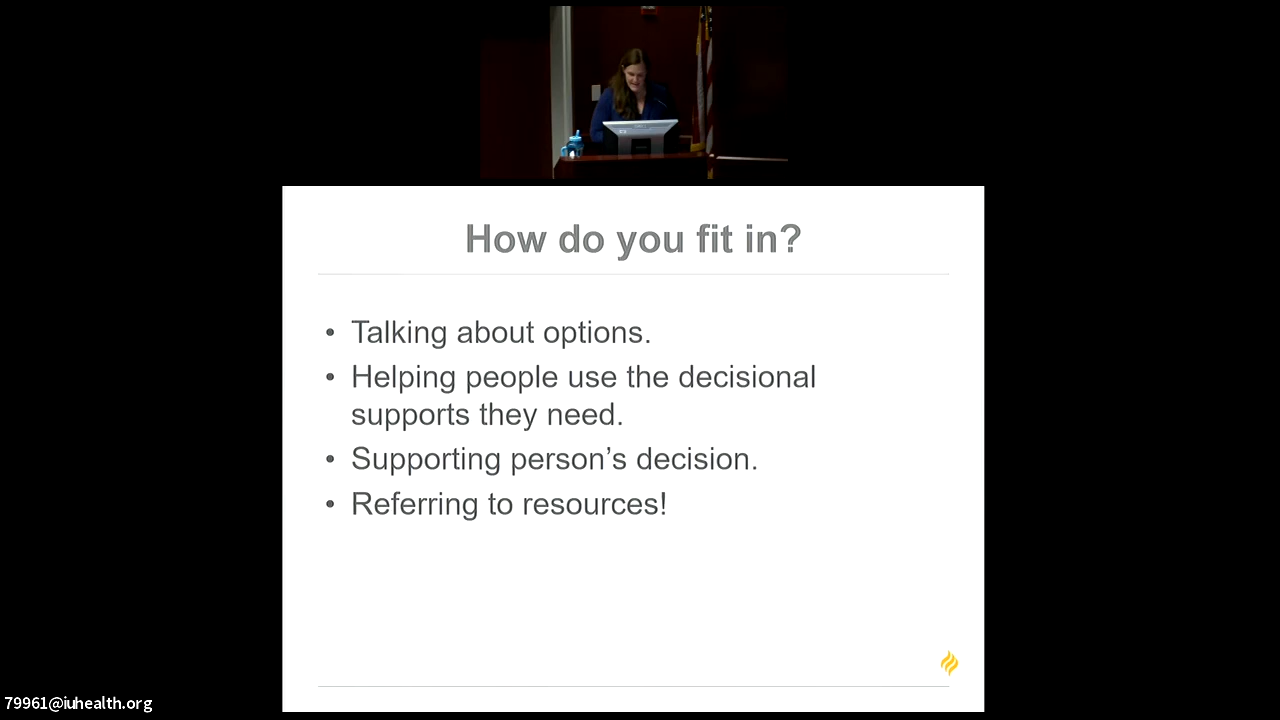 How do you fit in?
• Talking about options.
• Helping people use the decisional
supports they need.
• Supporting person’s decision.
• Referring to resources!
79961@iuhealth.org